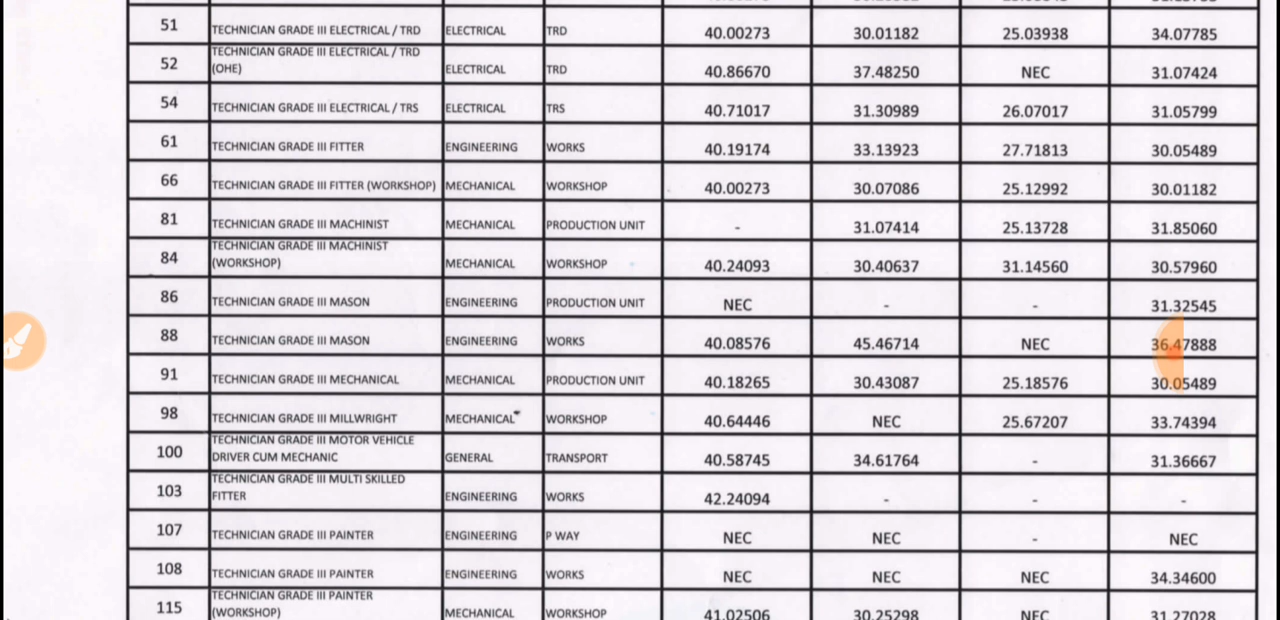 51 TECHNICIAN GRADE III ELECTRICAL / TRD ELECTRICAL TRD 40.00273 30.01182 25.03938 34.07785
TECHNICIAN GRADE III ELECTRICAL / TRD
52 (OHE) ELECTRICAL TRD 40.86670 37.48250 NEC 31.07424
54 TECHNICIAN GRADE III ELECTRICAL / TRS ELECTRICAL TRS 40.71017 31.30989 26.07017 31.05799
61 TECHNICIAN GRADE III FITTER ENGINEERING WORKS 40.19174 33.13923 27.71813 30.05489
66 TECHNICIAN GRADE III FITTER (WORKSHOP) MECHANICAL WORKSHOP 40.00273 30.07086 25.12992 30.01182
81 TECHNICIAN GRADE III MACHINIST MECHANICAL PRODUCTION UNIT - 31.07414 25.13728 31.85060
TECHNICIAN GRADE III MACHINIST
84 (WORKSHOP) MECHANICAL WORKSHOP 40.24093 30.40637 31.14560 30.57960
86 TECHNICIAN GRADE III MASON ENGINEERING PRODUCTION UNIT NEC - - 31.32545
88 TECHNICIAN GRADE III MASON ENGINEERING WORKS 40.08576 45.46714 NEC 36.47888
91 TECHNICIAN GRADE III MECHANICAL MECHANICAL PRODUCTION UNIT 40.18265 30.43087 25.18576 30.05489
98 TECHNICIAN GRADE III MILLWRIGHT MECHANICAL WORKSHOP 40.64446 NEC 25.67207 33.74394
TECHNICIAN GRADE III MOTOR VEHICLE
100 DRIVER CUM MECHANIC GENERAL TRANSPORT 40.58745 34.61764 - 31.36667
TECHNICIAN GRADE III MULTI SKILLED
103 FITTER ENGINEERING WORKS 42.24094 - - -
107 TECHNICIAN GRADE III PAINTER ENGINEERING P WAY NEC NEC - NEC
108 TECHNICIAN GRADE III PAINTER ENGINEERING WORKS NEC NEC NEC 34.34600
TECHNICIAN GRADE III PAINTER
115 (WORKSHOP) MECHANICAL WORKSHOP 41.02506 30.25298 NEC 31.27028